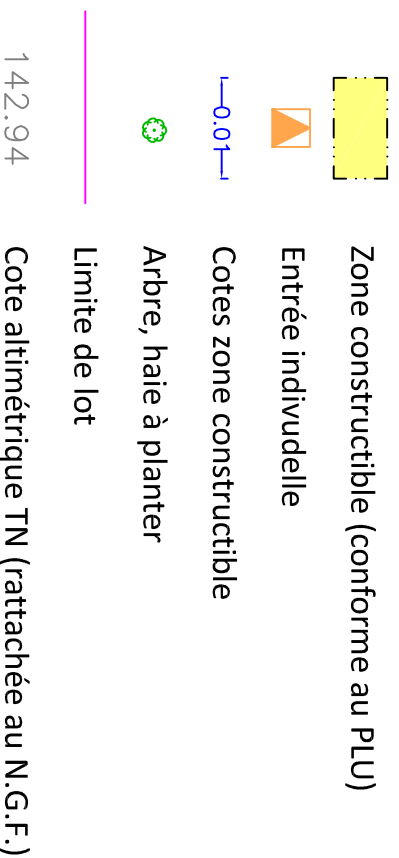 Zone constructible (conforme au PLU)
Entrée indivudelle
0.01 Cotes zone constructible
Arbre, haie à planter
Limite de lot
142.94 Cote altimétrique TN (rattachée au N.G.F.)